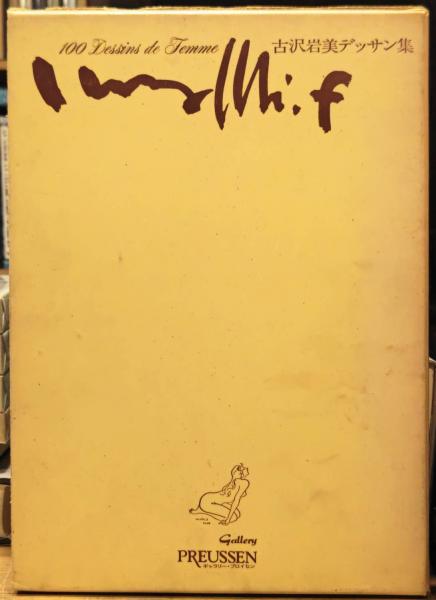 100 Dessins de Femme
古沢岩美デッサン集
Gallery
PREUSSEN
ギャラリー・プロイセン